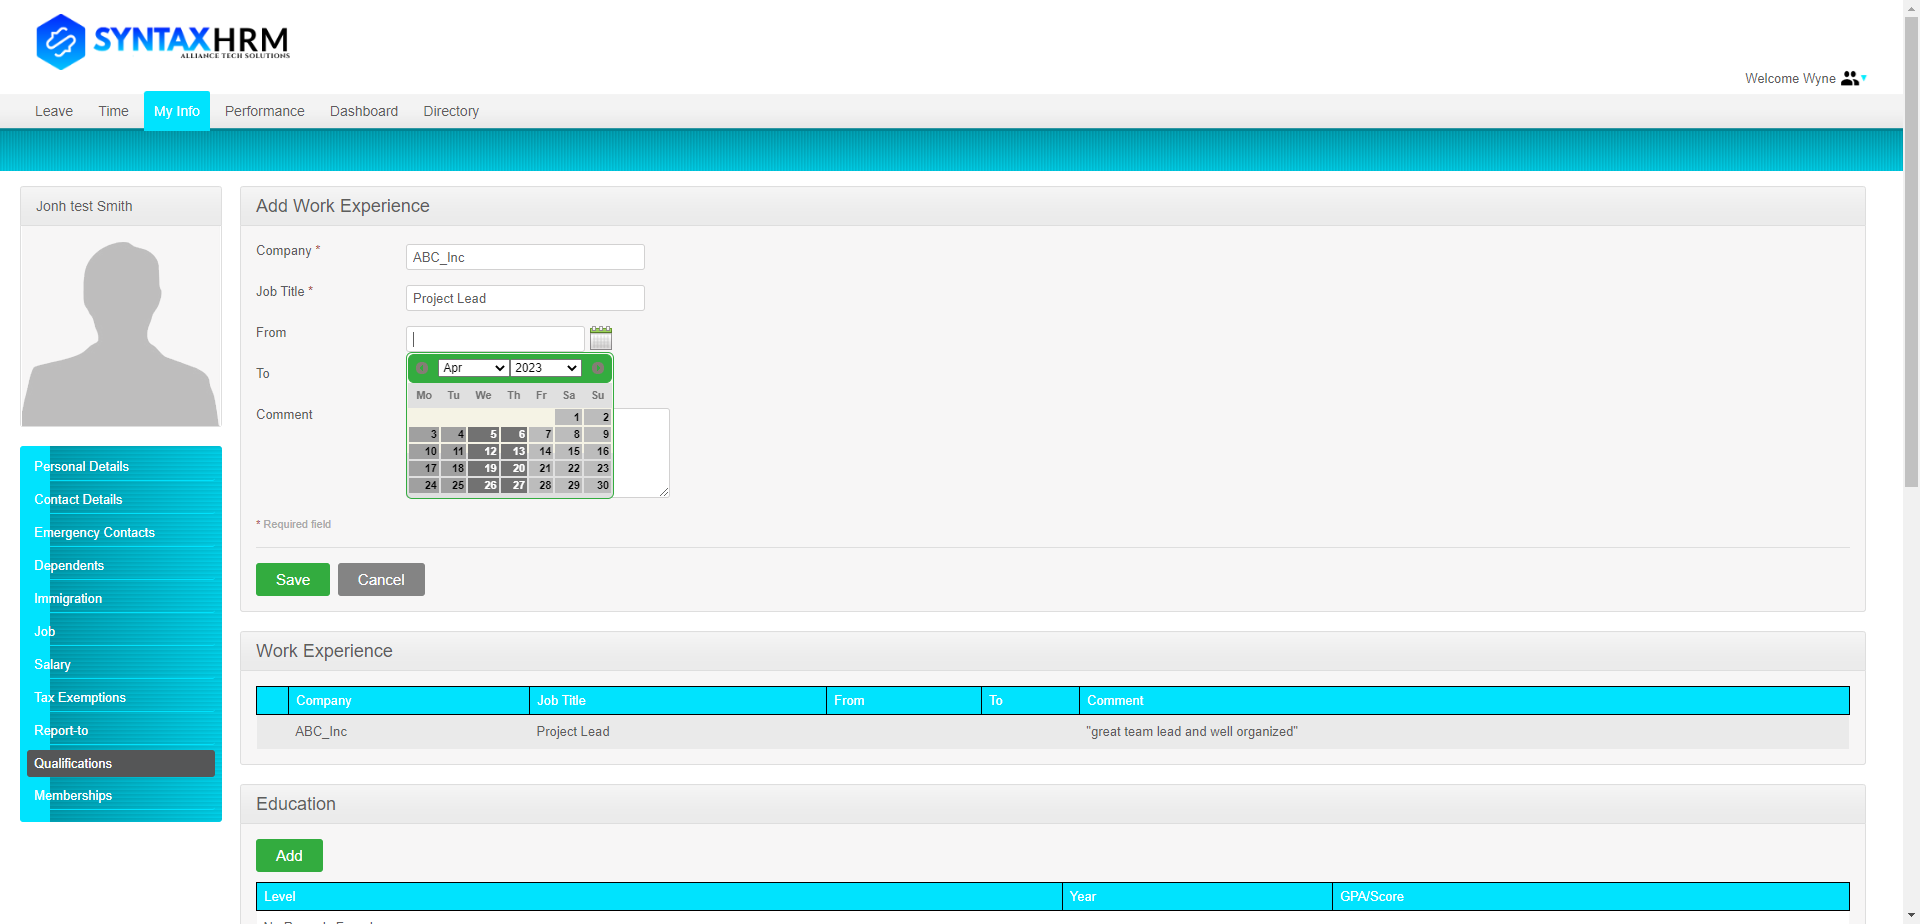 SYNTAXHRM
ALLIANCE TECH SOLUTIONS
Welcome Wyne
Leave Time My Info Performance Dashboard Directory
Jonh test Smith
Personal Details
Contact Details
Emergency Contacts
Dependents
Immigration
Job
Salary
Tax Exemptions
Report-to
Qualifications
Memberships
Add Work Experience
Company *
ABC_Inc
Job Title *
Project Lead
From
To
Comment
Apr 2023
Mo Tu We Th Fr Sa Su
1 2
3 4 5 6 7 8 9
10 11 12 13 14 15 16
17 18 19 20 21 22 23
24 25 26 27 28 29 30
* Required field
Save Cancel
Work Experience
Company Job Title From To Comment
ABC_Inc Project Lead "great team lead and well organized"
Education
Add
Level Year GPA/Score